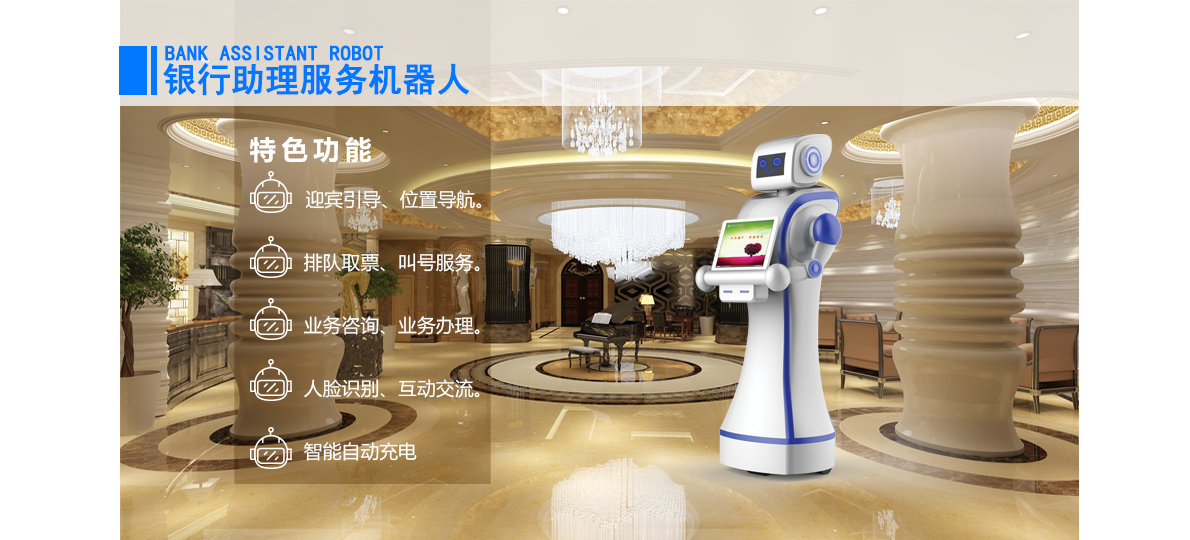 BANK ASSISTANT ROBOT
银行助理服务机器人
特色功能
迎宾引导、位置导航。
排队取票、叫号服务。
业务咨询、业务办理。
人脸识别、互动交流。
智能自动充电